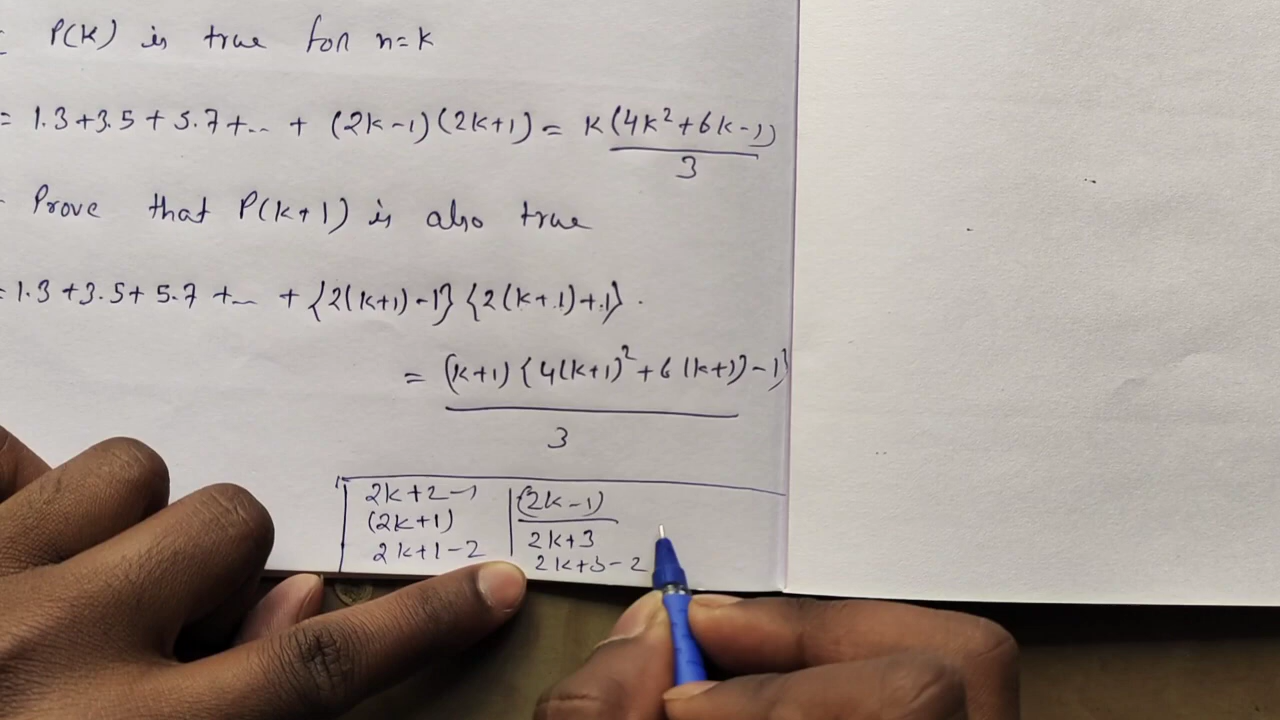 P(K) is true for n=k
= 1.3+3.5+5.7+... + (2k-1)(2k+1) = k(4k²+6k-1)/3
Prove that P(k+1) is also true
= 1.3+3.5+5.7+... + {2(k+1)-1}{2(k+1)+1}.
= (k+1){4(k+1)²+6(k+1)-1}/3
2k+2-1 | (2k-1)
(2k+1) | 2k+3
2k+1-2 | 2k+3-2